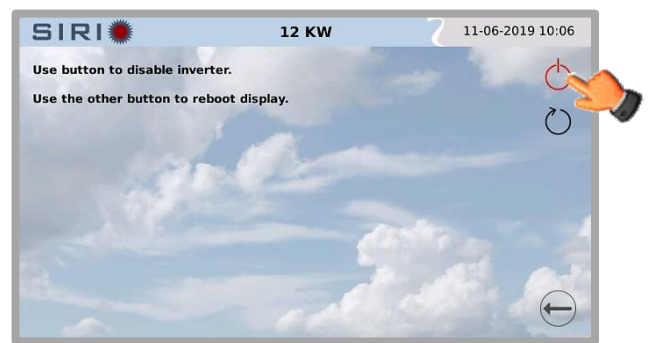 SIRIO
12 KW
11-06-2019 10:06
Use button to disable inverter.
Use the other button to reboot display.